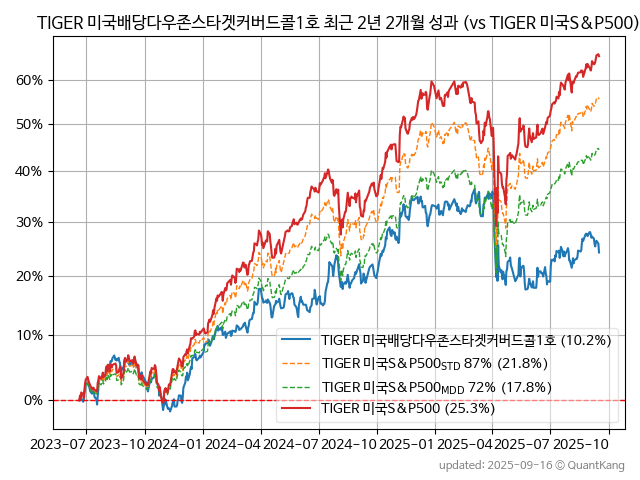 TIGER 미국배당다우존스타겟커버드콜1호 최근 2년 2개월 성과 (vs TIGER 미국S&P500)
60%
50%
40%
30%
20%
10%
0%
TIGER 미국배당다우존스타겟커버드콜1호 (10.2%)
TIGER 미국S&P500STD 87% (21.8%)
TIGER 미국S&P500MDD 72% (17.8%)
TIGER 미국S&P500 (25.3%)
2023-07 2023-10 2024-01 2024-04 2024-07 2024-10 2025-01 2025-04 2025-07 2025-10
updated: 2025-09-16 © QuantKang